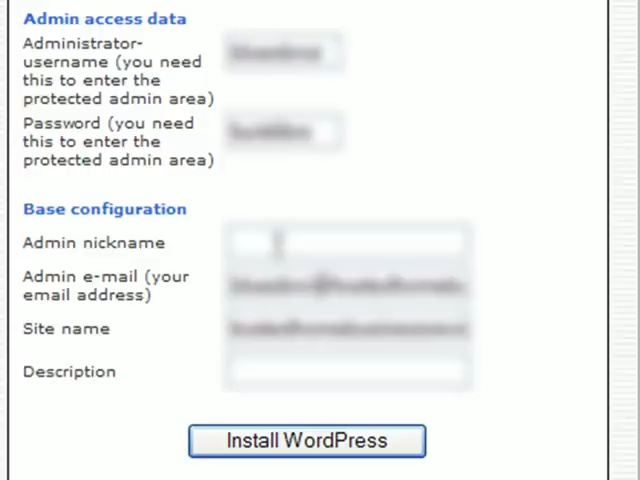 Admin access data
Administrator-
username (you need
this to enter the
protected admin area)
Password (you need
this to enter the
protected admin area)
Base configuration
Admin nickname
Admin e-mail (your
email address)
Site name
Description
Install WordPress